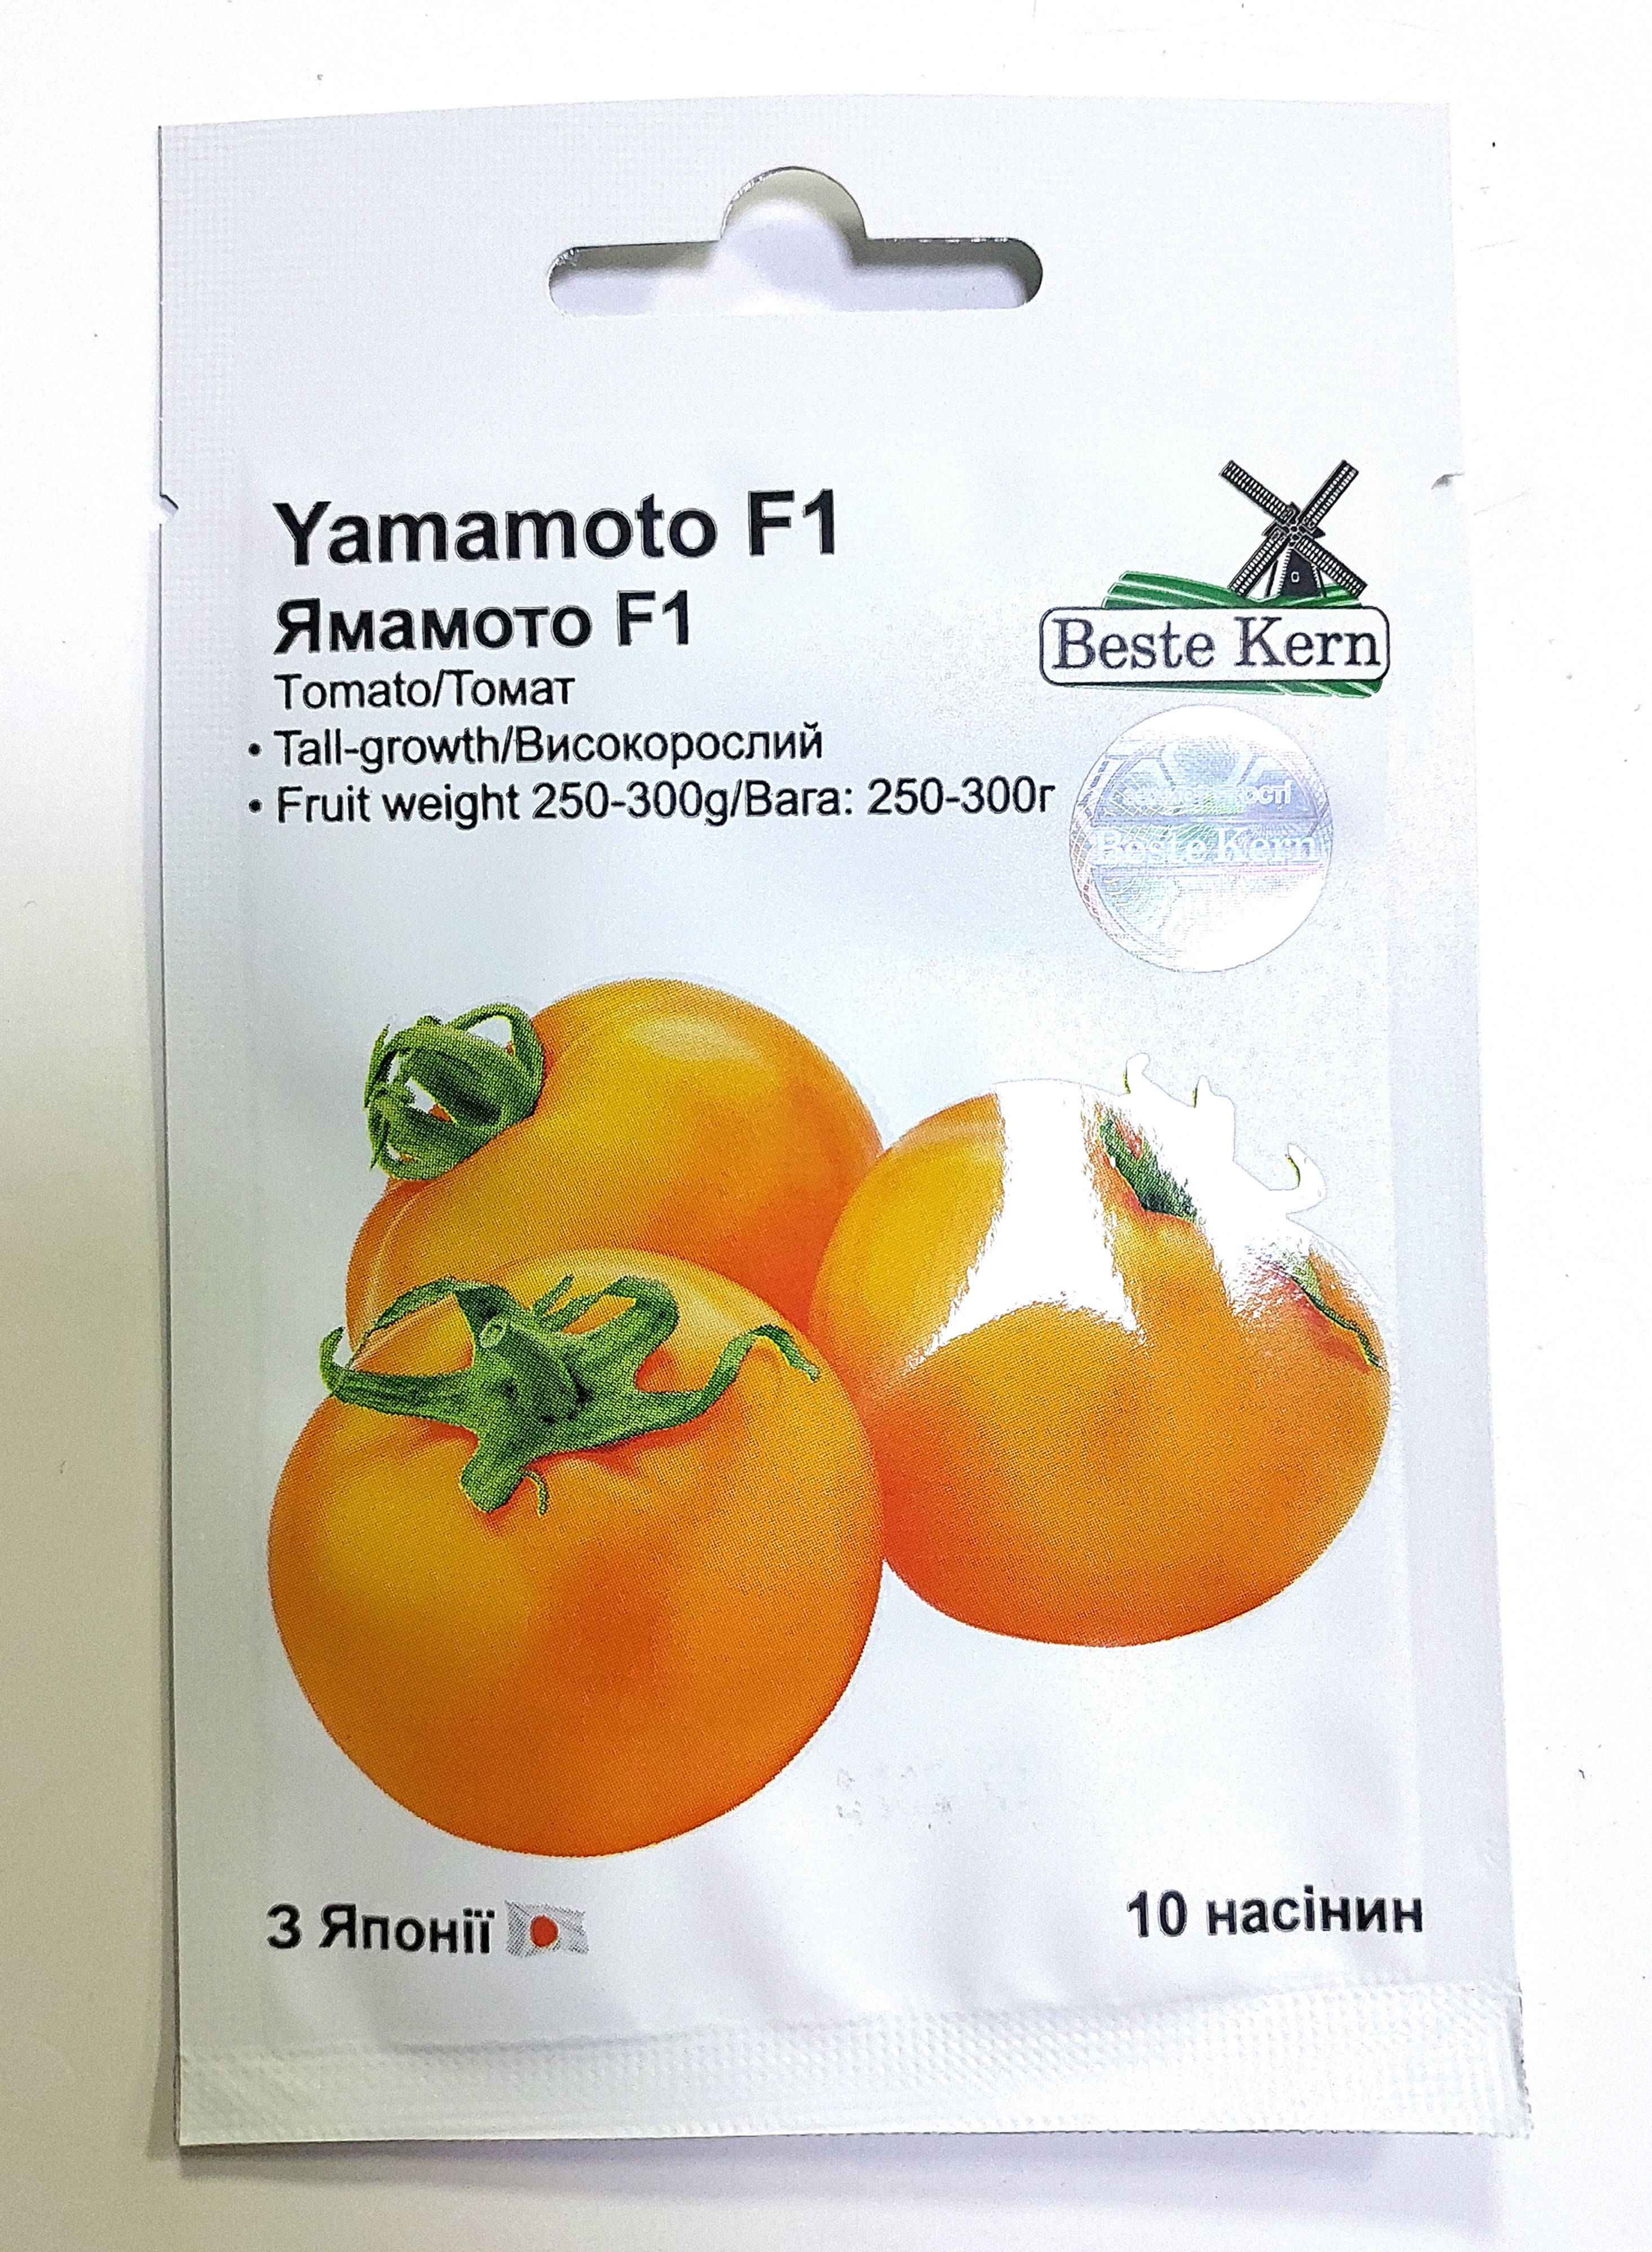 Yamamoto F1
Ямамото F1
Tomato/Томат
• Tall-growth/Високорослий
• Fruit weight 250-300g/Вага: 250-300г
Beste Kern
Beste Kern
З Японії
10 насінин